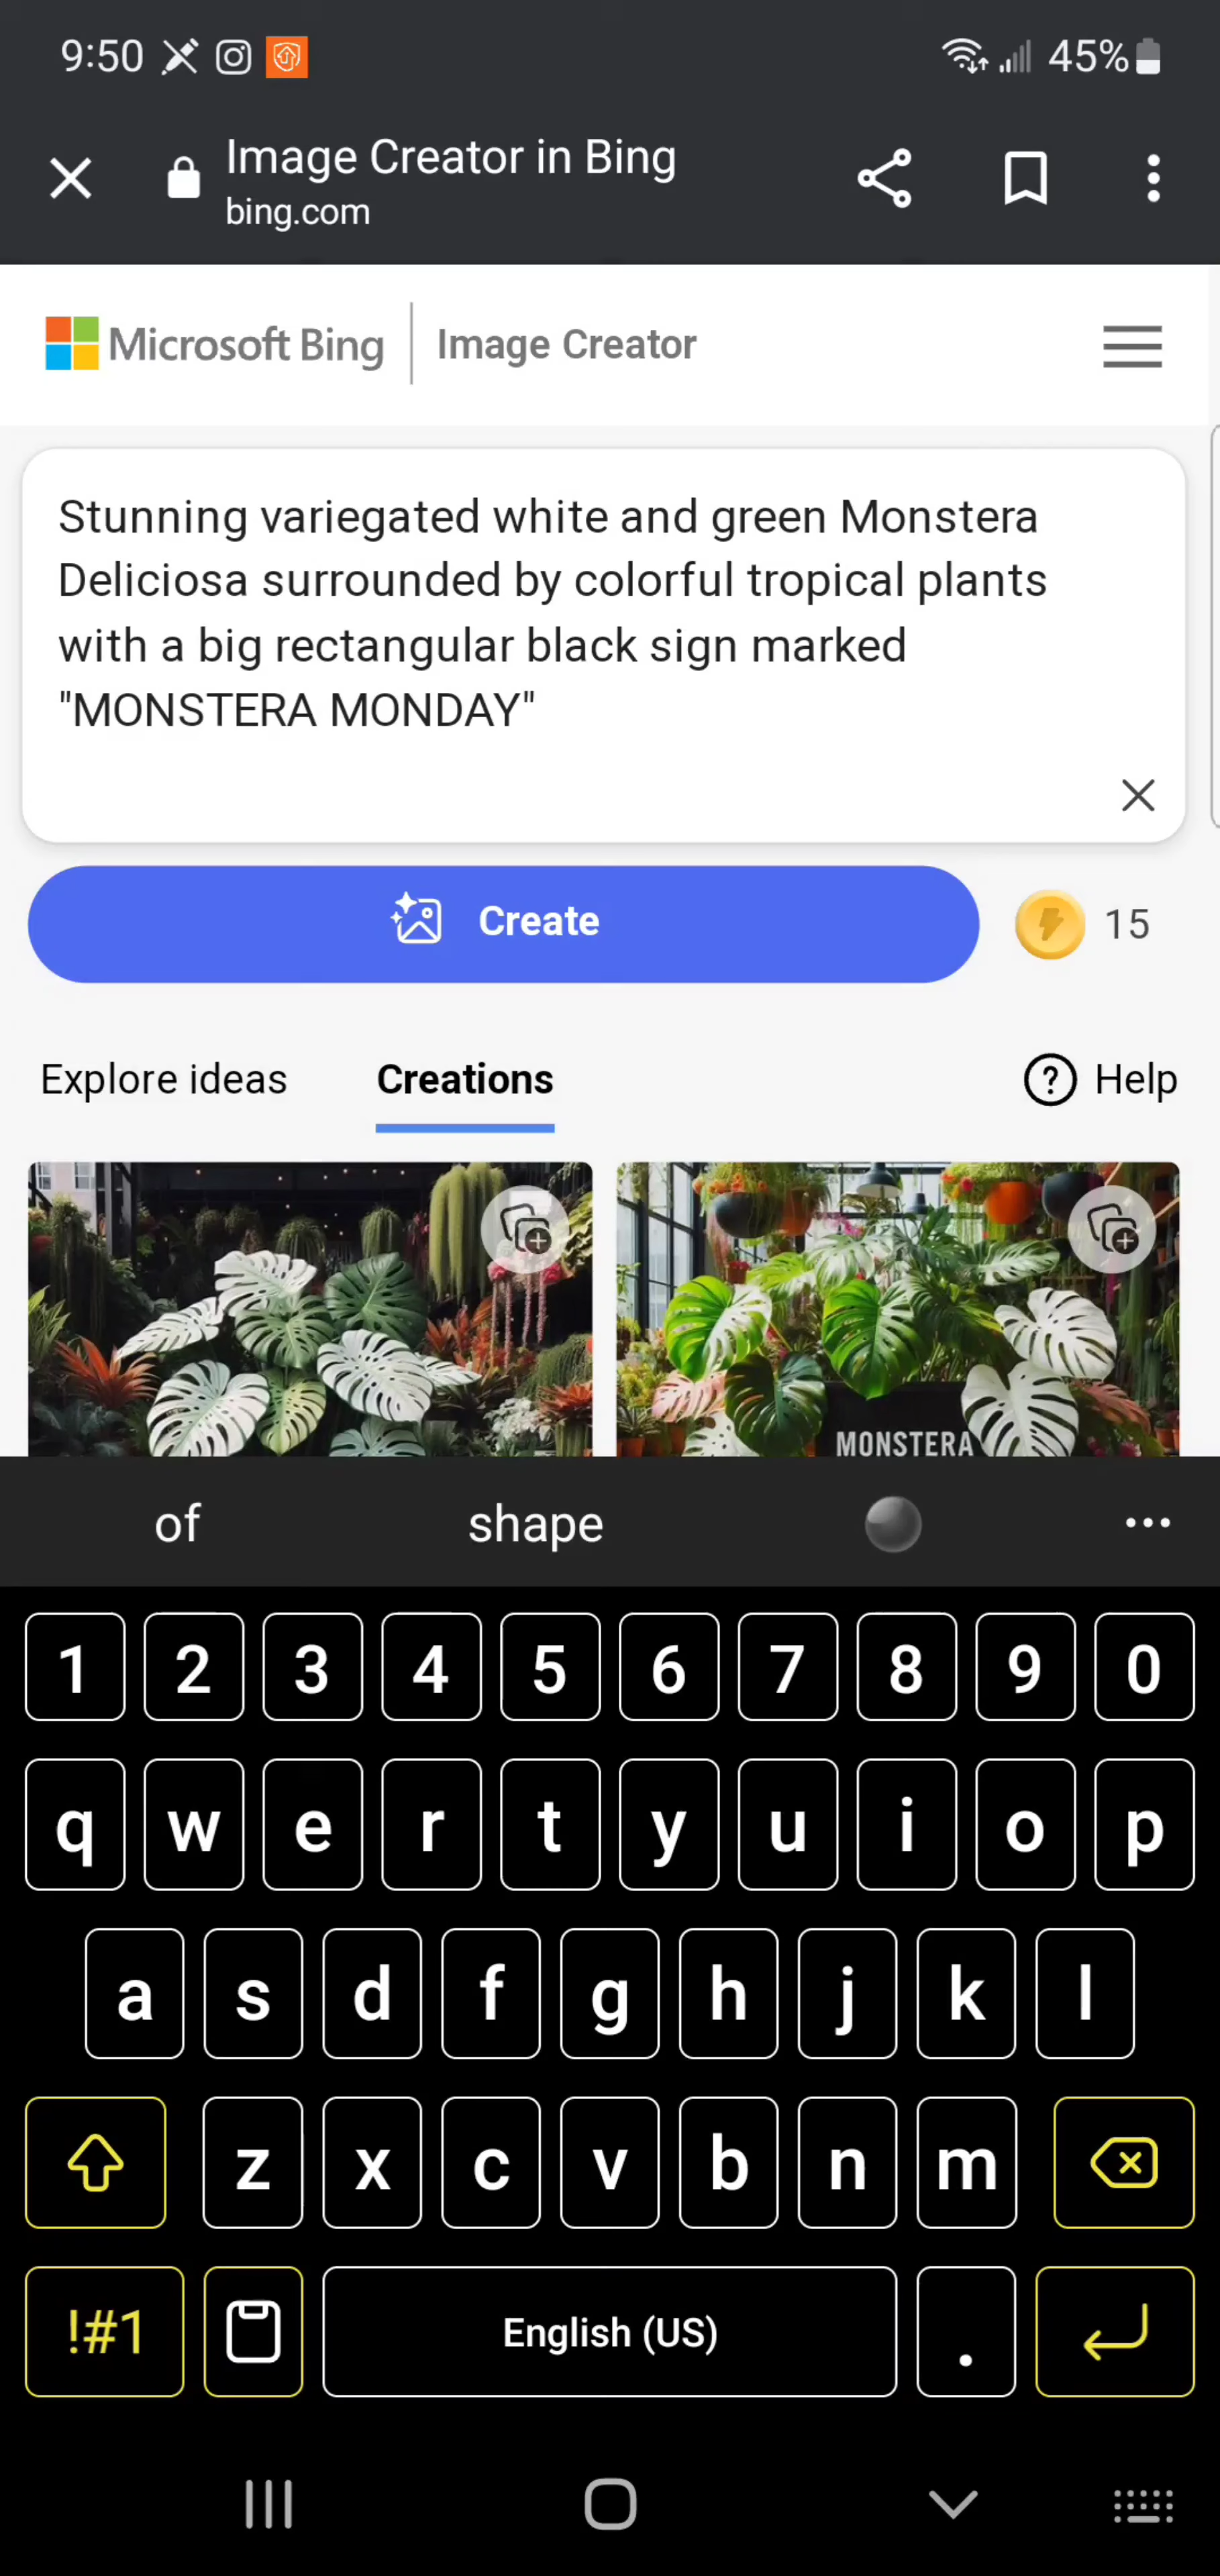 9:50
45%
Image Creator in Bing
bing.com
Microsoft Bing
Image Creator
Stunning variegated white and green Monstera
Deliciosa surrounded by colorful tropical plants
with a big rectangular black sign marked
"MONSTERA MONDAY"
Create
15
Explore ideas
Creations
? Help
MONSTERA
of
shape
...
1 2 3 4 5 6 7 8 9 0
q w e r t y u i o p
a s d f g h j k l
z x c v b n m
!#1
English (US)
.